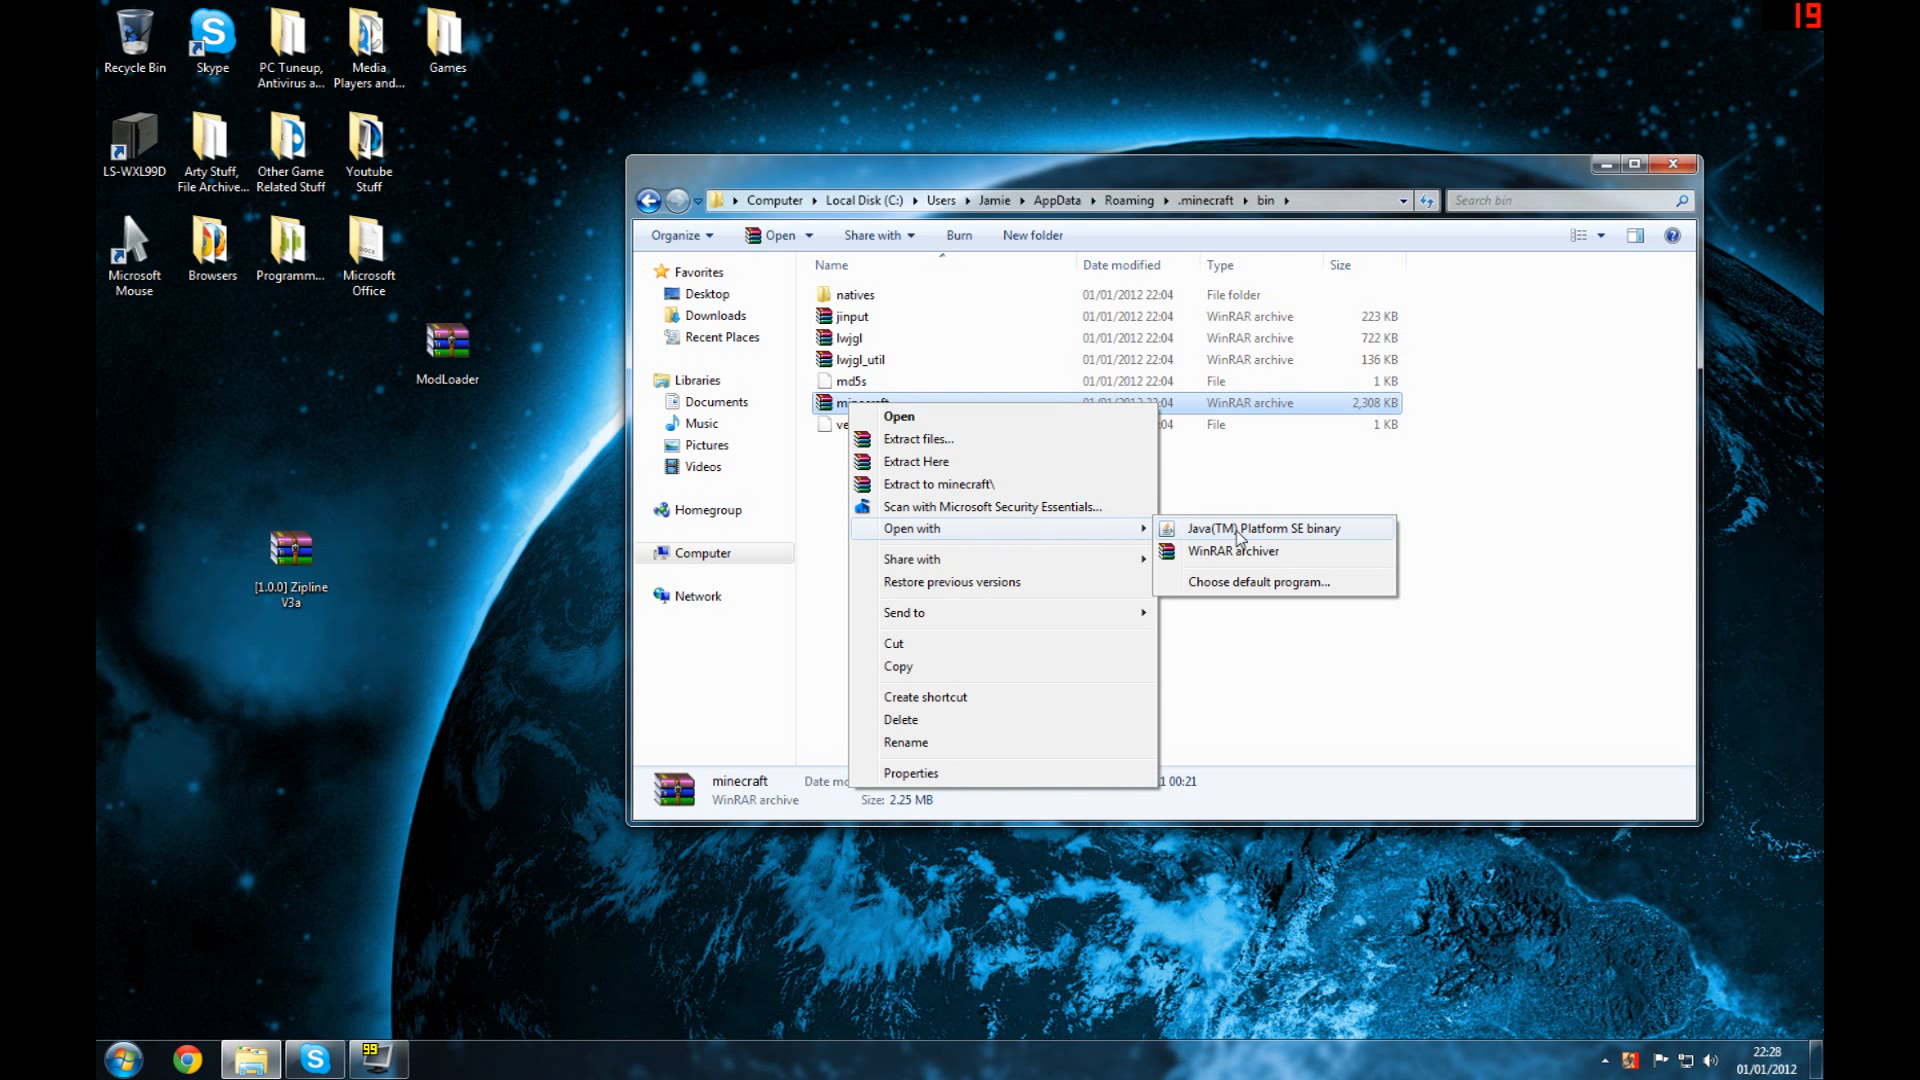 19
Recycle Bin
Skype
PC Tuneup,
Antivirus a...
Media
Players and...
Games
LS-WXL99D
Arty Stuff,
File Archive...
Other Game
Related Stuff
Youtube
Stuff
Microsoft
Mouse
Browsers
Programm...
Microsoft
Office
ModLoader
[1.0.0] Zipline
V3a
Computer
Local Disk (C:)
Users
Jamie
AppData
Roaming
.minecraft
bin
Search bin
Organize
Open
Share with
Burn
New folder
Name
Date modified
Type
Size
Favorites
Desktop
Downloads
Recent Places
Libraries
Documents
Music
Pictures
Videos
Homegroup
Computer
Network
natives 01/01/2012 22:04 File folder
jinput 01/01/2012 22:04 WinRAR archive 223 KB
lwjgl 01/01/2012 22:04 WinRAR archive 722 KB
lwjgl_util 01/01/2012 22:04 WinRAR archive 136 KB
md5s 01/01/2012 22:04 File 1 KB
minecraft 01/01/2012 22:04 WinRAR archive 2,308 KB
ve :04 File 1 KB
Open
Extract files...
Extract Here
Extract to minecraft\
Scan with Microsoft Security Essentials...
Open with
Share with
Restore previous versions
Send to
Cut
Copy
Create shortcut
Delete
Rename
Properties
Java(TM) Platform SE binary
WinRAR archiver
Choose default program...
minecraft
Date mo
1 00:21
WinRAR archive
Size: 2.25 MB
99
22:28
01/01/2012